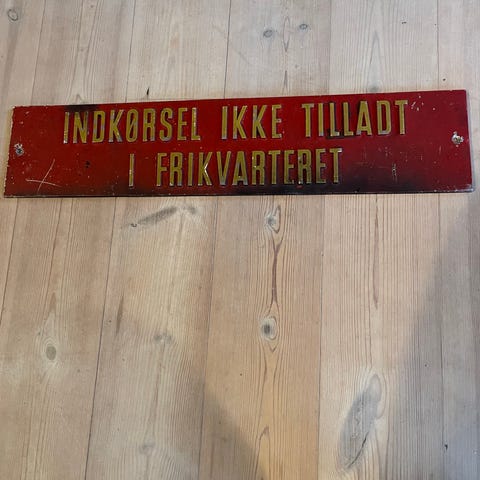 INDKØRSEL IKKE TILLADT
I FRIKVARTERET